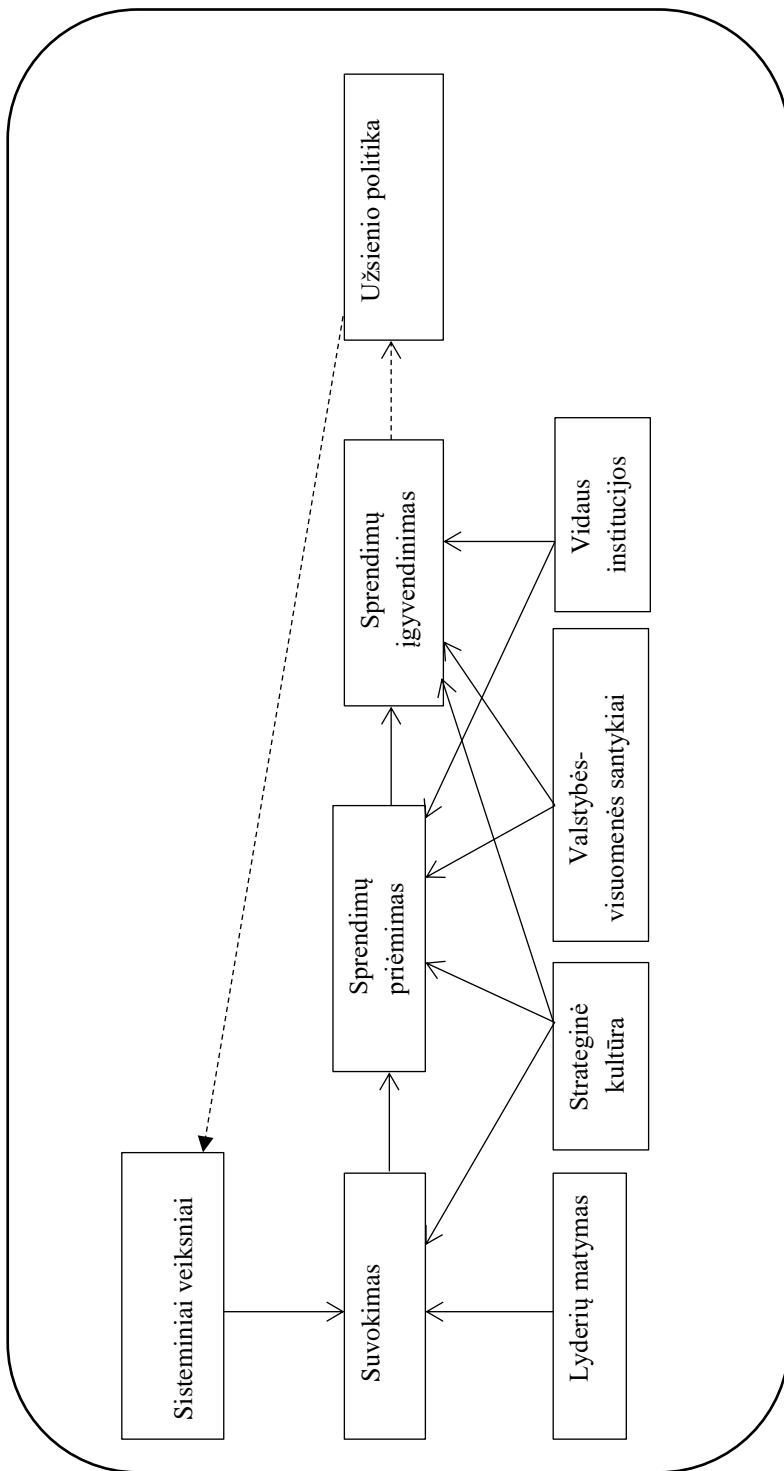 Sisteminiai veiksniai
Suvokimas
Sprendimų
priėmimas
Sprendimų
įgyvendinimas
Užsienio politika
Lyderių matymas
Strateginė
kultūra
Valstybės-
visuomenės santykiai
Vidaus
institucijos